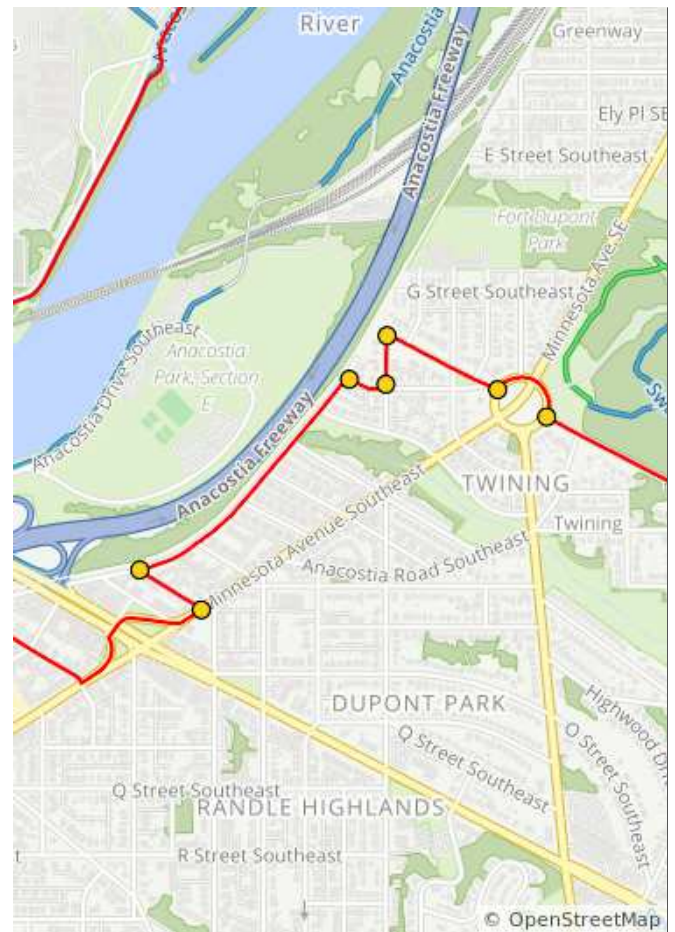 River
Greenway
Anacostia
Anacostia Freeway
Ely Pl SE
E Street Southeast
Fort Dupont
Park
Minnesota Ave SE
G Street Southeast
Anacostia Drive Southeast
Anacostia
Park, Section
E
Anacostia Freeway
Minnesota Avenue Southeast
TWINING
Twining
Anacostia Road Southeast
DUPONT PARK
Highwood
Q Street Southeast
O Street Southeast
Q Street Southeast
RANDLE HIGHLANDS
R Street Southeast
© OpenStreetMap